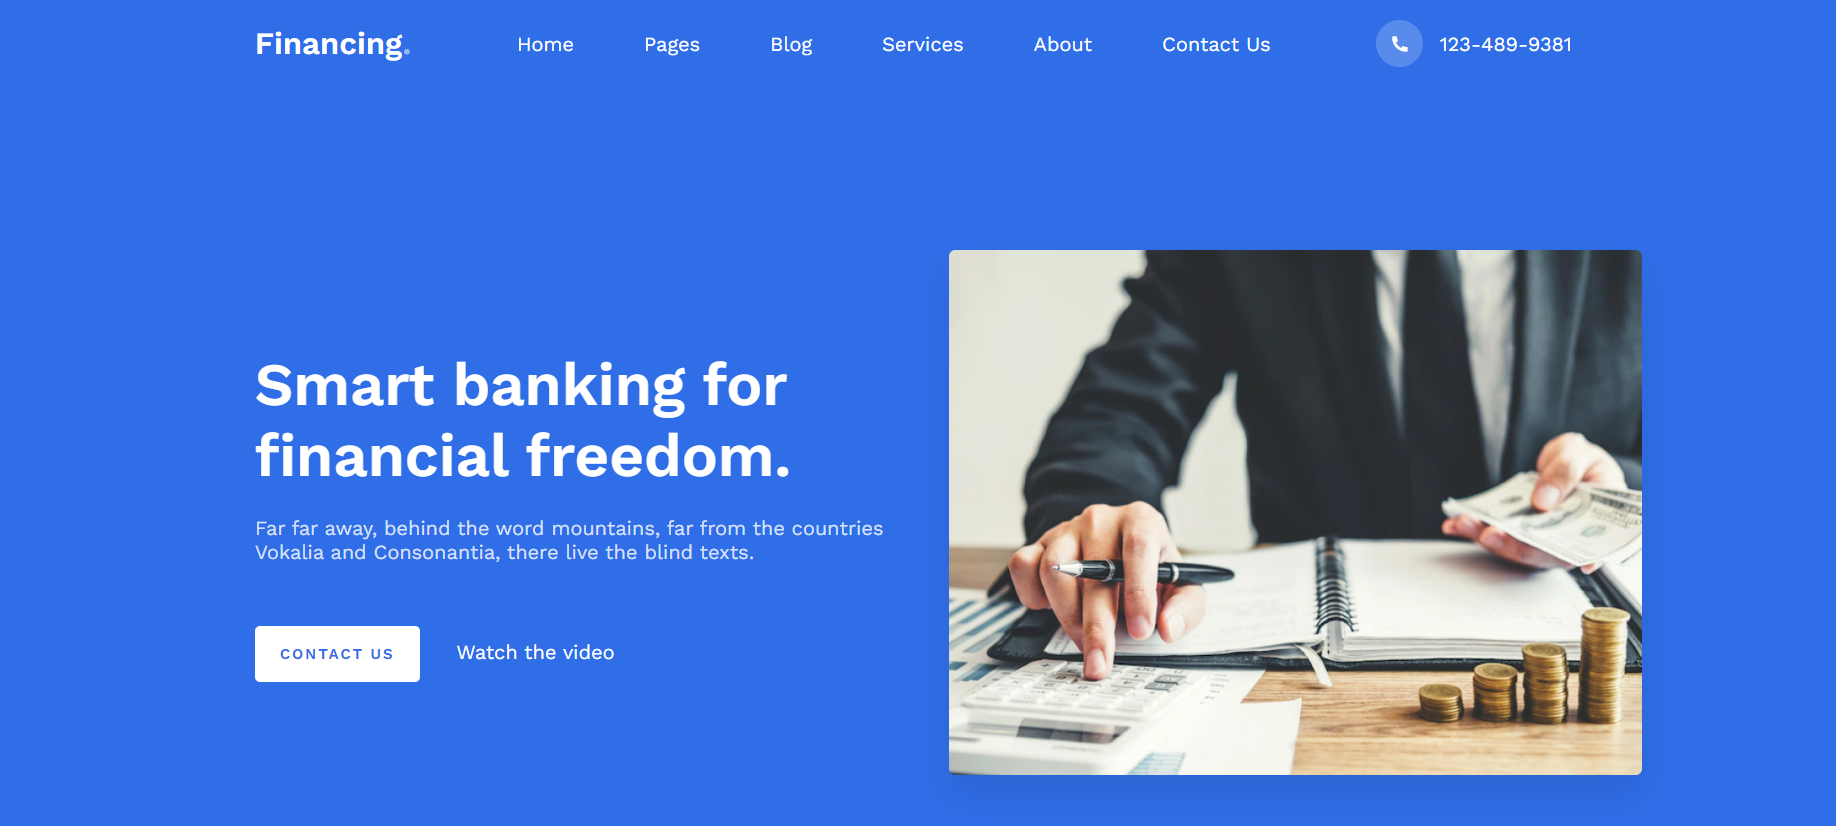 Financing.
Home
Pages
Blog
Services
About
Contact Us
123-489-9381
Smart banking for
financial freedom.
Far far away, behind the word mountains, far from the countries
Vokalia and Consonantia, there live the blind texts.
CONTACT US
Watch the video